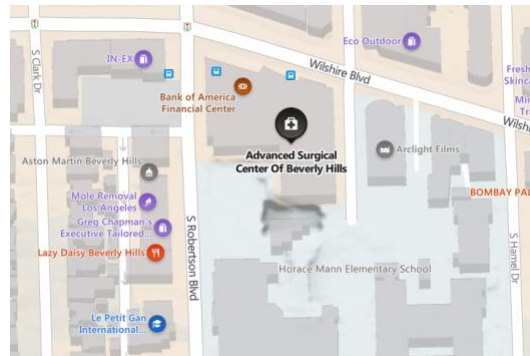 Eco Outdoor
S Clark Dr
IN-EX
Wilshire Blvd
Fresh
Skinc
Bank of America
Financial Center
Mi
Tra
Wilsh
Advanced Surgical
Center Of Beverly Hills
Arclight Films
Aston Martin Beverly Hills
Mole Removal
Los Angeles
BOMBAY PAL
Greg Chapman's
Executive Tailored...
S Robertson Blvd
S Hamel Dr
Lazy Daisy Beverly Hills
Horace Mann Elementary School
Le Petit Gan
International...